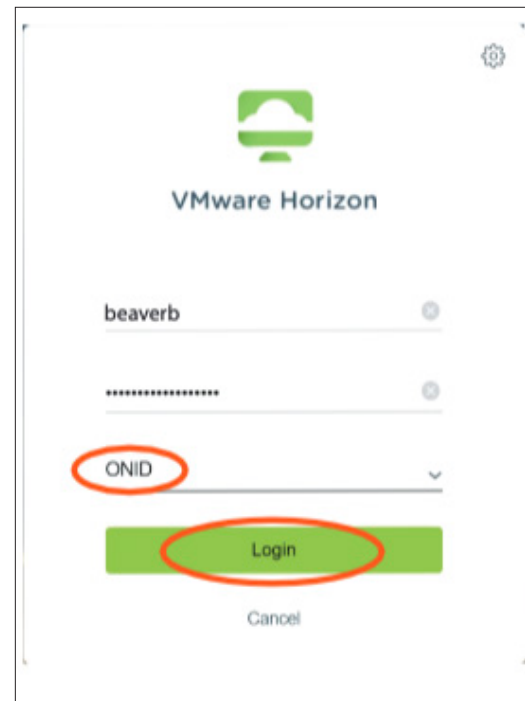 VMware Horizon
beaverb
••••••••••••••••••
ONID
Login
Cancel